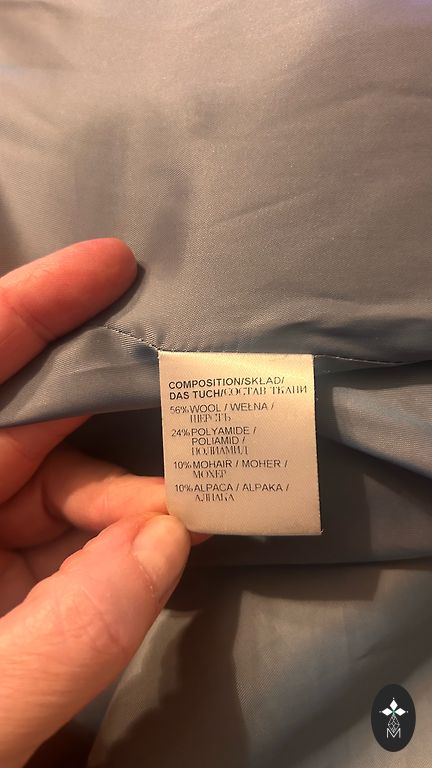 COMPOSITION/SKŁAD/
DAS TUCH/СОСТАВ ТКАНИ
56% WOOL / WEŁNA /
ШЕРСТЬ
24% POLYAMIDE /
POLIAMID /
ПОЛИАМИД
10% MOHAIR / MOHER /
МОХЕР
10% ALPACA / ALPAKA /
АЛПАКА
M